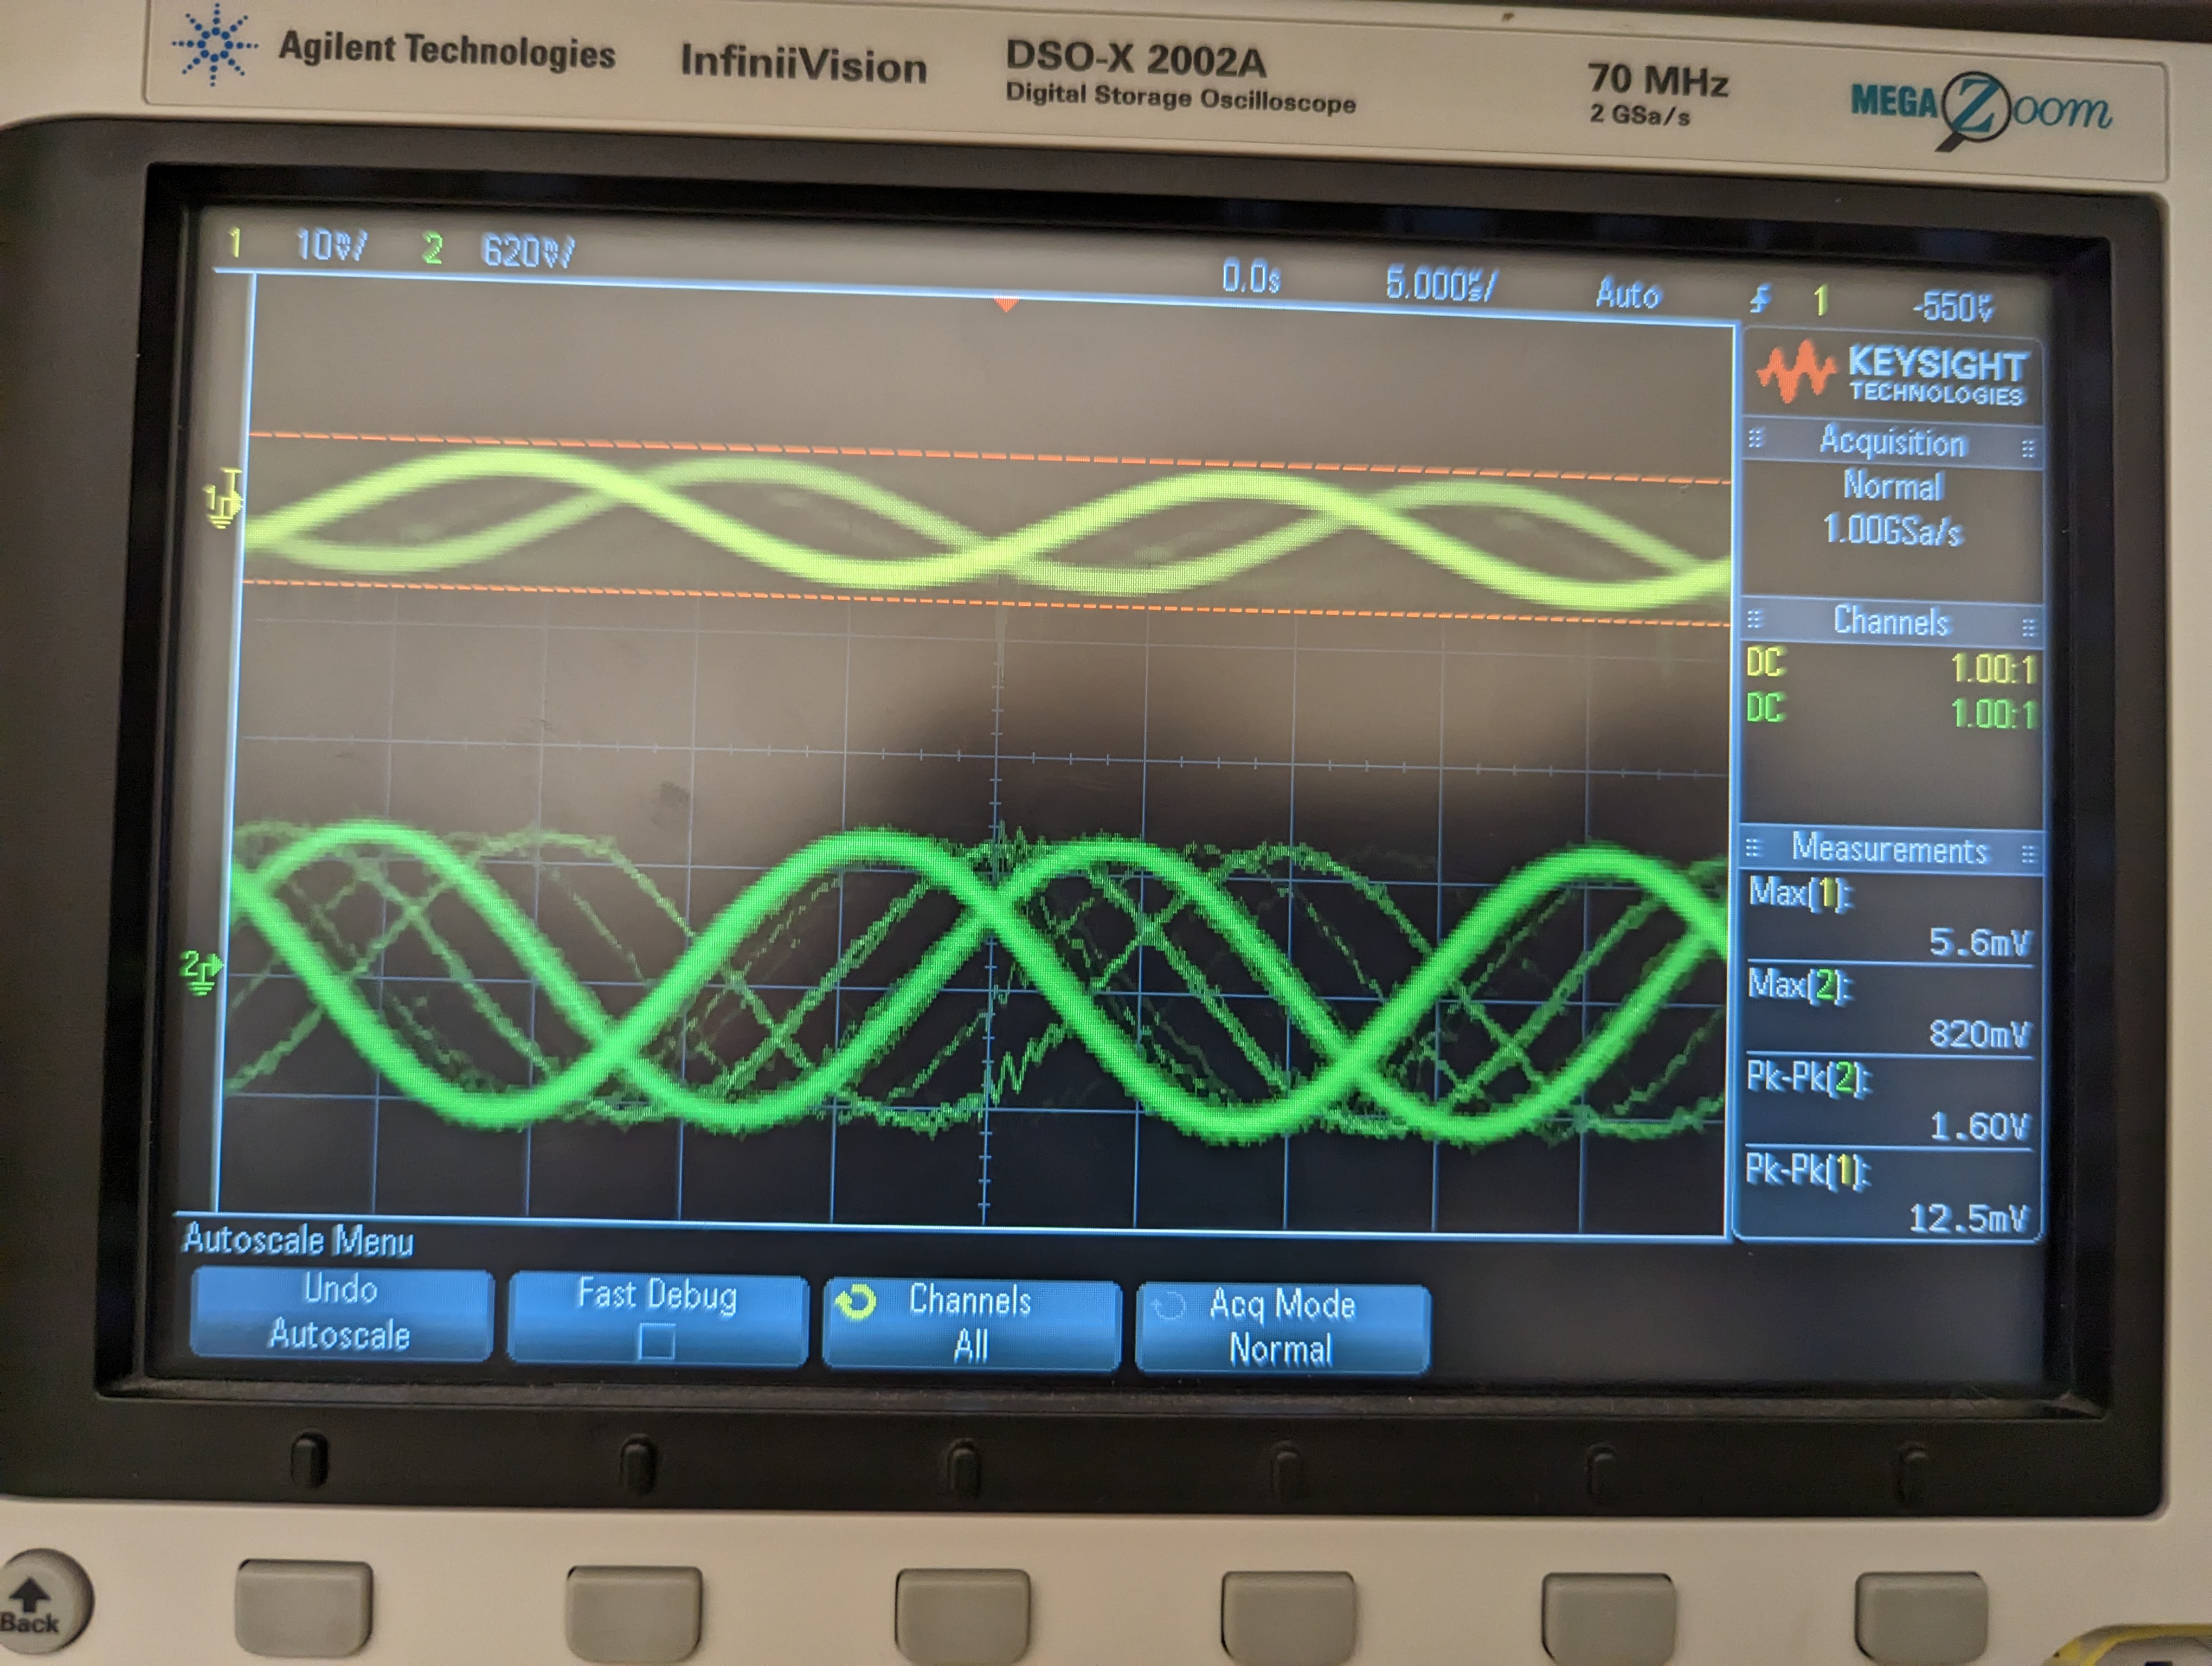 Agilent Technologies InfiniiVision DSO-X 2002A 70 MHz MEGA Zoom
Digital Storage Oscilloscope 2 GSa/s
1 10mV/ 2 620mV/ 0.0s 5.000µs/ Auto 1 -550µV
KEYSIGHT
TECHNOLOGIES
Acquisition
Normal
1.00GSa/s
Channels
DC 1.00:1
DC 1.00:1
Measurements
Max(1):
5.6mV
Max(2):
820mV
Pk-Pk(2):
1.60V
Pk-Pk(1):
12.5mV
T
1
2
Autoscale Menu
Undo
Autoscale
Fast Debug
Channels
All
Acq Mode
Normal
Back